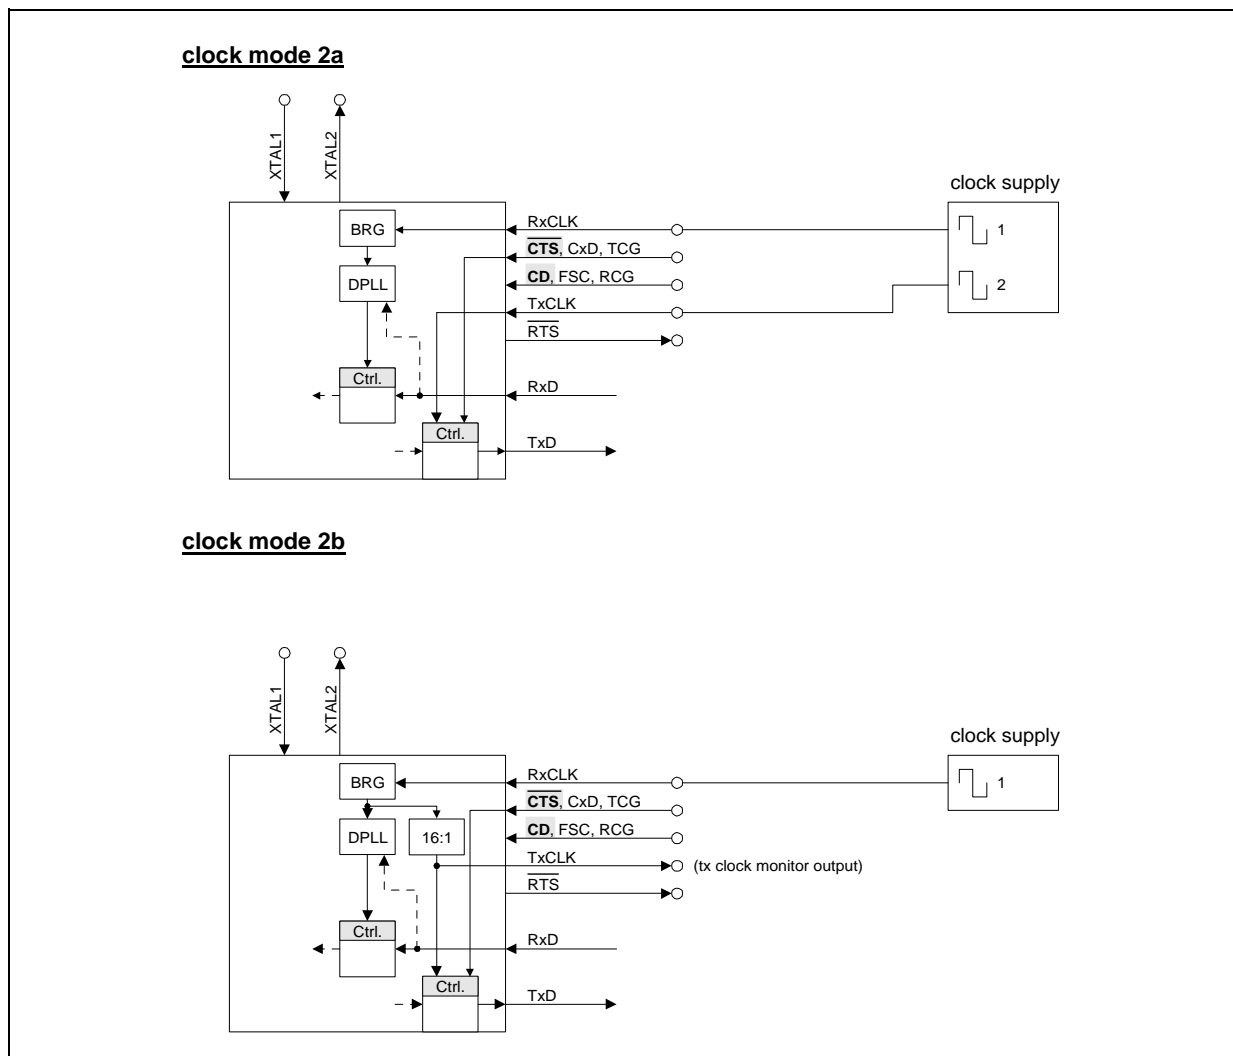 clock mode 2a
XTAL1
XTAL2
clock supply
BRG
RxCLK
1
CTS, CxD, TCG
DPLL
CD, FSC, RCG
2
TxCLK
RTS
Ctrl.
RxD
Ctrl.
TxD
clock mode 2b
XTAL1
XTAL2
clock supply
BRG
RxCLK
1
CTS, CxD, TCG
DPLL
16:1
CD, FSC, RCG
TxCLK
(tx clock monitor output)
RTS
Ctrl.
RxD
Ctrl.
TxD